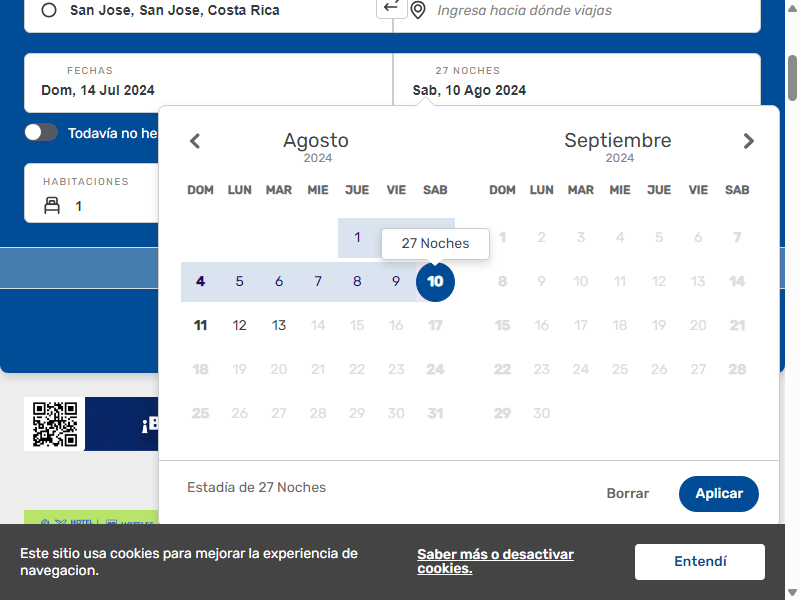 San Jose, San Jose, Costa Rica
Ingresa hacia dónde viajas
FECHAS
Dom, 14 Jul 2024
27 NOCHES
Sab, 10 Ago 2024
Todavía no he
HABITACIONES
1
Agosto
2024
DOM LUN MAR MIE JUE VIE SAB
1
27 Noches
4 5 6 7 8 9 10
11 12 13 14 15 16 17
18 19 20 21 22 23 24
25 26 27 28 29 30 31
Septiembre
2024
DOM LUN MAR MIE JUE VIE SAB
1 2 3 4 5 6 7
8 9 10 11 12 13 14
15 16 17 18 19 20 21
22 23 24 25 26 27 28
29 30
Estadía de 27 Noches
Borrar
Aplicar
¡B
HOTEL
HOTELES
Este sitio usa cookies para mejorar la experiencia de
navegacion.
Saber más o desactivar
cookies.
Entendí